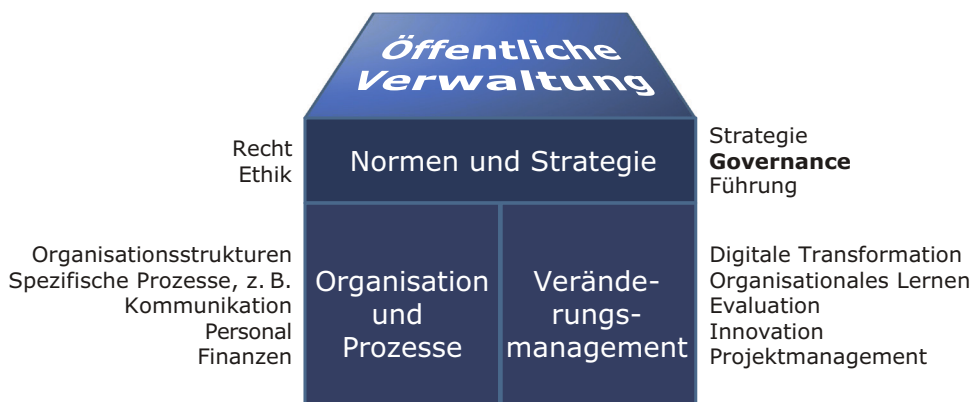 Öffentliche
Verwaltung
Recht
Ethik
Normen und Strategie
Strategie
Governance
Führung
Organisationsstrukturen
Spezifische Prozesse, z. B.
Kommunikation
Personal
Finanzen
Organisation
und
Prozesse
Verände-
rungs-
management
Digitale Transformation
Organisationales Lernen
Evaluation
Innovation
Projektmanagement